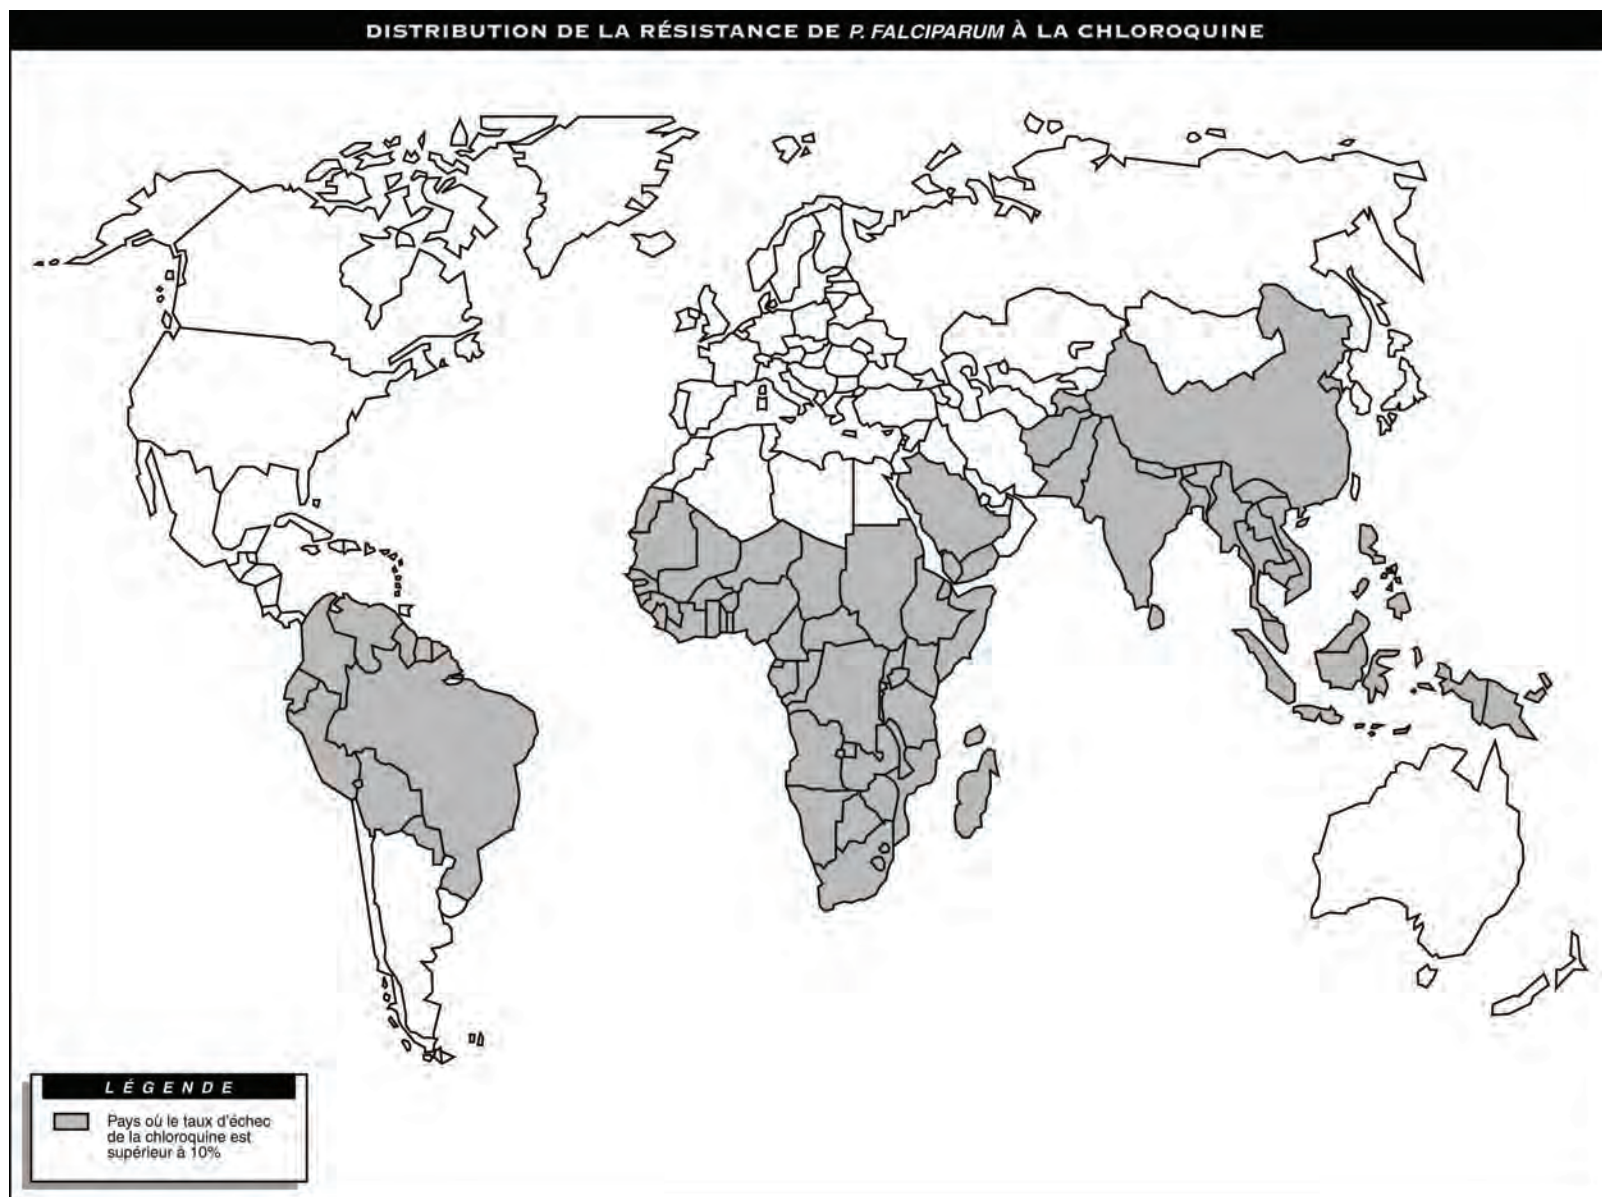 DISTRIBUTION DE LA RÉSISTANCE DE P. FALCIPARUM À LA CHLOROQUINE
LÉGENDE
Pays où le taux d'échec
de la chloroquine est
supérieur à 10%